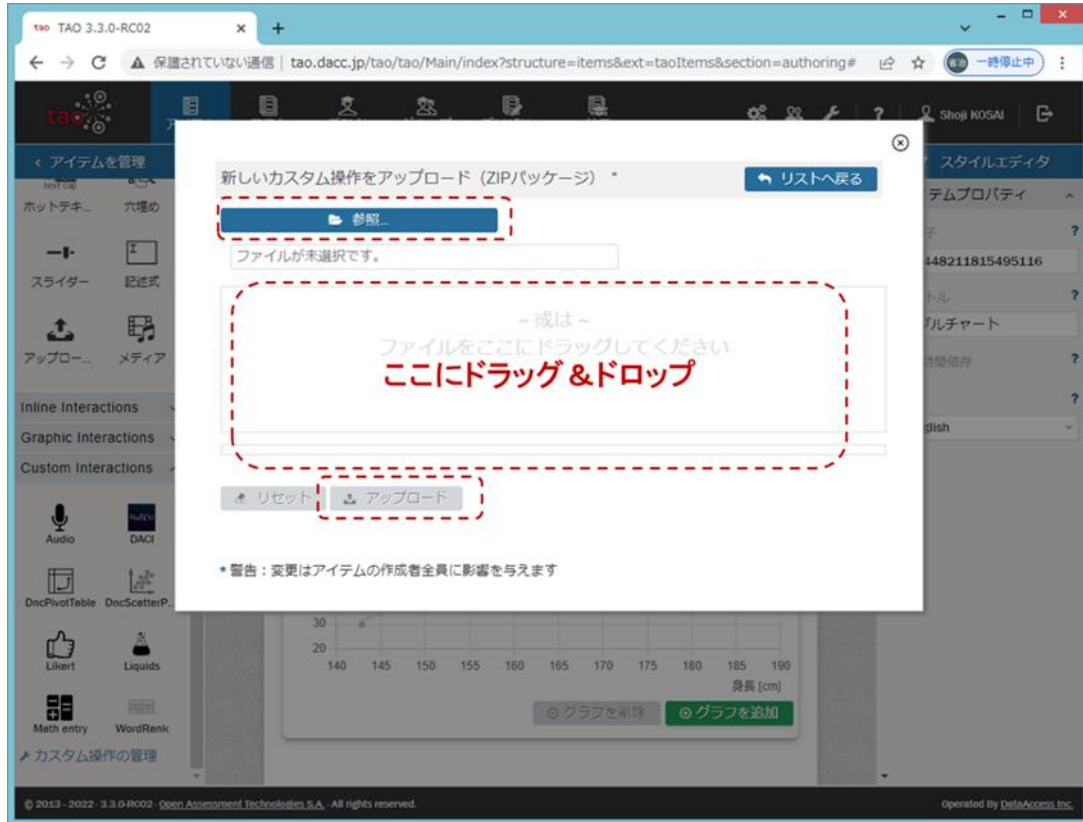 tao TAO 3.3.0-RC02
保護されていない通信 | tao.dacc.jp/tao/tao/Main/index?structure=items&ext=taoItems&section=authoring#
一時停止中
tao
?
Shoji KOSAI
アイテムを管理
スタイルエディタ
新しいカスタム操作をアップロード（ZIPパッケージ） *
リストへ戻る
参照...
ファイルが未選択です。
~ 或は ~
ファイルをここにドラッグしてください
ここにドラッグ＆ドロップ
リセット
アップロード
*警告：変更はアイテムの作成者全員に影響を与えます
ホットテキ...
穴埋め
スライダー
記述式
アップロー...
メディア
Inline Interactions
Graphic Interactions
Custom Interactions
Audio
DACI
DncPivotTable
DncScatterP...
Likert
Liquids
Math entry
WordRank
カスタム操作の管理
テムプロパティ
子
?
448211815495116
トル
?
ブルチャート
時間依存
?
?
glish
30
20
140 145 150 155 160 165 170 175 180 185 190
身長 [cm]
グラフを削除
グラフを追加
© 2013 - 2022 · 3.3.0-RC02 · Open Assessment Technologies S.A. · All rights reserved.
Operated By DataAccess Inc.